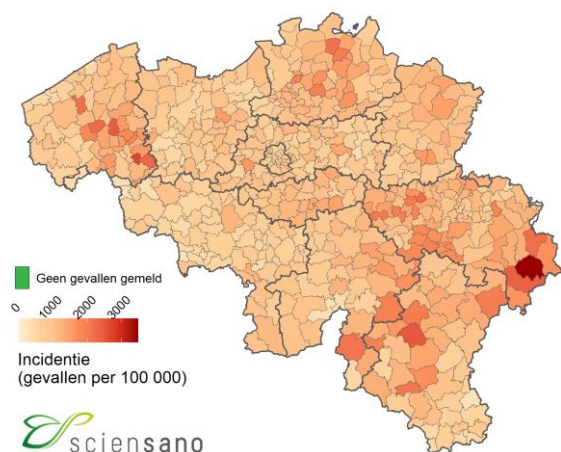 Geen gevallen gemeld
0 1000 2000 3000
Incidentie
(gevallen per 100 000)
sciensano